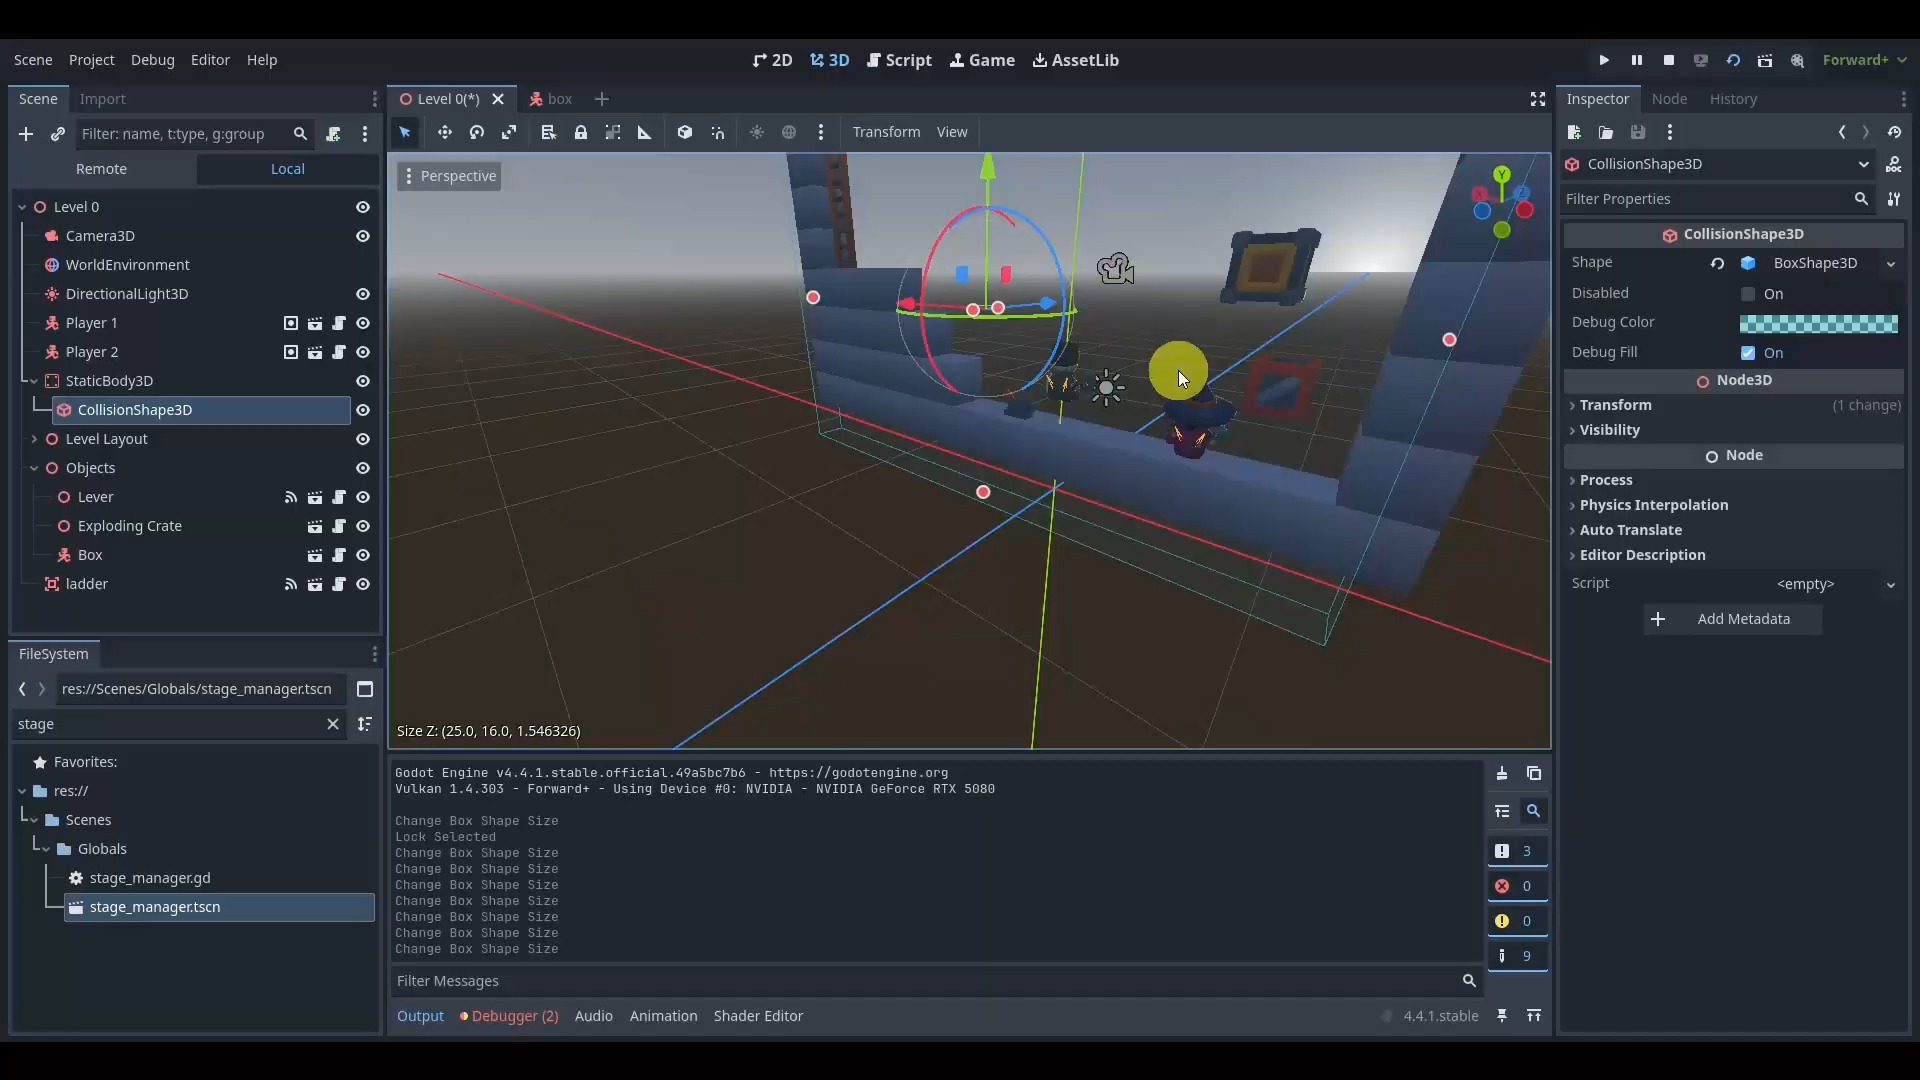 Scene Project Debug Editor Help
2D 3D Script Game AssetLib
Forward+
Scene Import
Level 0(*) box
Inspector Node History
Filter: name, t:type, g:group
Transform View
Remote Local
Perspective
CollisionShape3D
Filter Properties
Level 0
Camera3D
WorldEnvironment
DirectionalLight3D
Player 1
Player 2
StaticBody3D
CollisionShape3D
Level Layout
Objects
Lever
Exploding Crate
Box
ladder
Y
Z
X
CollisionShape3D
Shape BoxShape3D
Disabled On
Debug Color
Debug Fill On
Node3D
Transform (1 change)
Visibility
Node
Process
Physics Interpolation
Auto Translate
Editor Description
Script <empty>
Add Metadata
Size Z: (25.0, 16.0, 1.546326)
FileSystem
res://Scenes/Globals/stage_manager.tscn
stage
Favorites:
res://
Scenes
Globals
stage_manager.gd
stage_manager.tscn
Godot Engine v4.4.1.stable.official.49a5bc7b6 - https://godotengine.org
Vulkan 1.4.303 - Forward+ - Using Device #0: NVIDIA - NVIDIA GeForce RTX 5080
Change Box Shape Size
Lock Selected
Change Box Shape Size
Change Box Shape Size
Change Box Shape Size
Change Box Shape Size
Change Box Shape Size
Change Box Shape Size
Change Box Shape Size
3
0
0
9
Filter Messages
Output Debugger (2) Audio Animation Shader Editor
4.4.1.stable